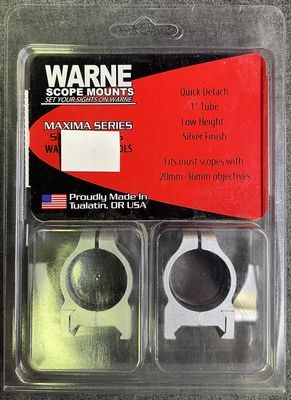 WARNE
SCOPE MOUNTS
SET YOUR SIGHTS ON WARNE
MAXIMA SERIES
Proudly Made In
Tualatin, OR USA
Quick Detach
1" Tube
Low Height
Silver Finish
Fits most scopes with
20mm-36mm objectives